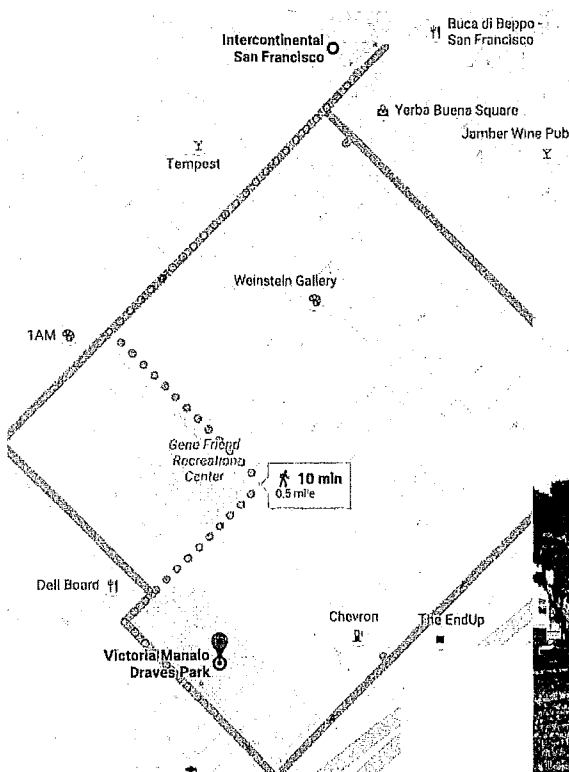 Buca di Beppo -
San Francisco
Intercontinental
San Francisco
Yerba Buena Square
Jamber Wine Pub
Tempest
Weinstein Gallery
1AM
Gene Friend
Recreationa
Center
10 min
0.5 mile
Deli Board
Chevron
The EndUp
Victoria Manalo
Draves Park